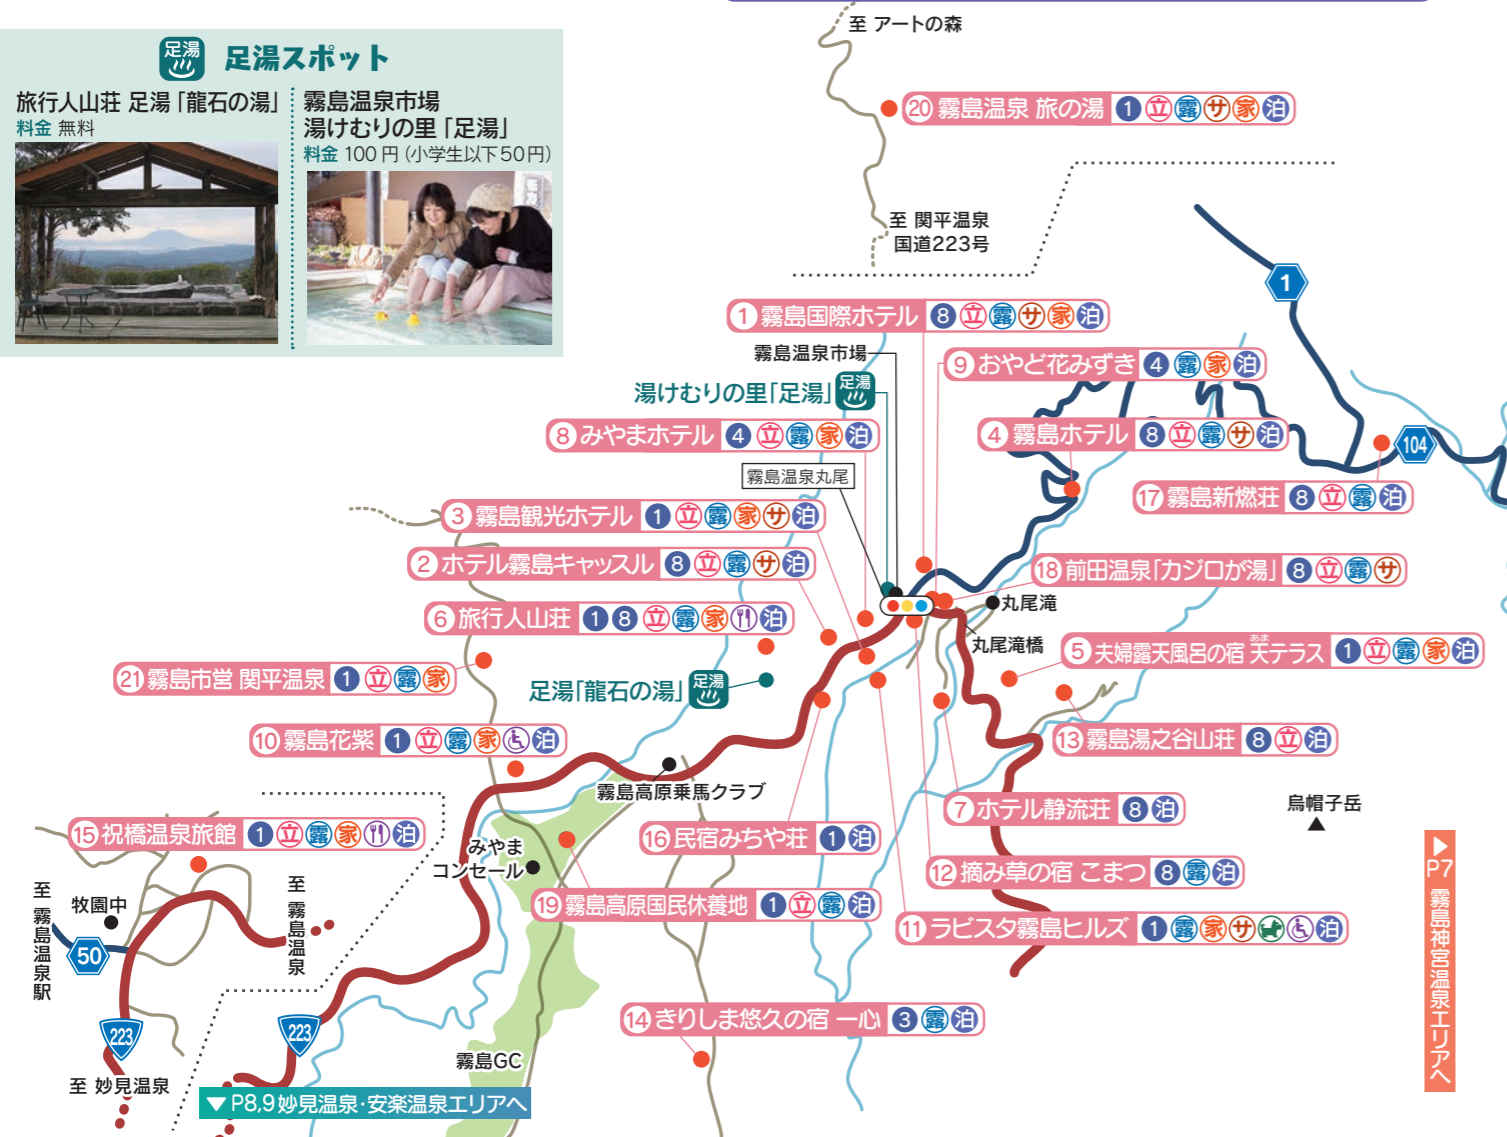 足湯 足湯スポット
旅行人山荘 足湯「龍石の湯」
料金 無料
霧島温泉市場
湯けむりの里「足湯」
料金 100円（小学生以下50円）
至 アートの森
20 霧島温泉 旅の湯 1 立 露 サ 家 泊
至 関平温泉
国道223号
1
1 霧島国際ホテル 8 立 露 サ 家 泊
霧島温泉市場
9 おやど花みずき 4 露 家 泊
湯けむりの里「足湯」 足湯
8 みやまホテル 4 立 露 家 泊
4 霧島ホテル 8 立 露 サ 泊
104
霧島温泉丸尾
17 霧島新燃荘 8 立 露 泊
3 霧島観光ホテル 1 立 露 家 サ 泊
2 ホテル霧島キャッスル 8 立 露 サ 泊
18 前田温泉「カジロが湯」 8 立 露 サ
丸尾滝
6 旅行人山荘 1 8 立 露 家 泊
丸尾滝橋
あま
5 夫婦露天風呂の宿 天テラス 1 立 露 家 泊
21 霧島市営 関平温泉 1 立 露 家
足湯「龍石の湯」 足湯
10 霧島花紫 1 立 露 家 泊
13 霧島湯之谷山荘 8 立 泊
霧島高原乗馬クラブ
7 ホテル静流荘 8 泊
烏帽子岳
15 祝橋温泉旅館 1 立 露 家 泊
16 民宿みちや荘 1 泊
みやま
コンセール
12 摘み草の宿 こまつ 8 露 泊
19 霧島高原国民休養地 1 立 露 泊
11 ラビスタ霧島ヒルズ 1 露 家 サ 泊
至 霧島温泉駅
牧園中
至 霧島温泉
50
14 きりしま悠久の宿 一心 3 露 泊
223
223
霧島GC
至 妙見温泉
▼P8,9 妙見温泉・安楽温泉エリアへ
▶P7 霧島神宮温泉エリアへ